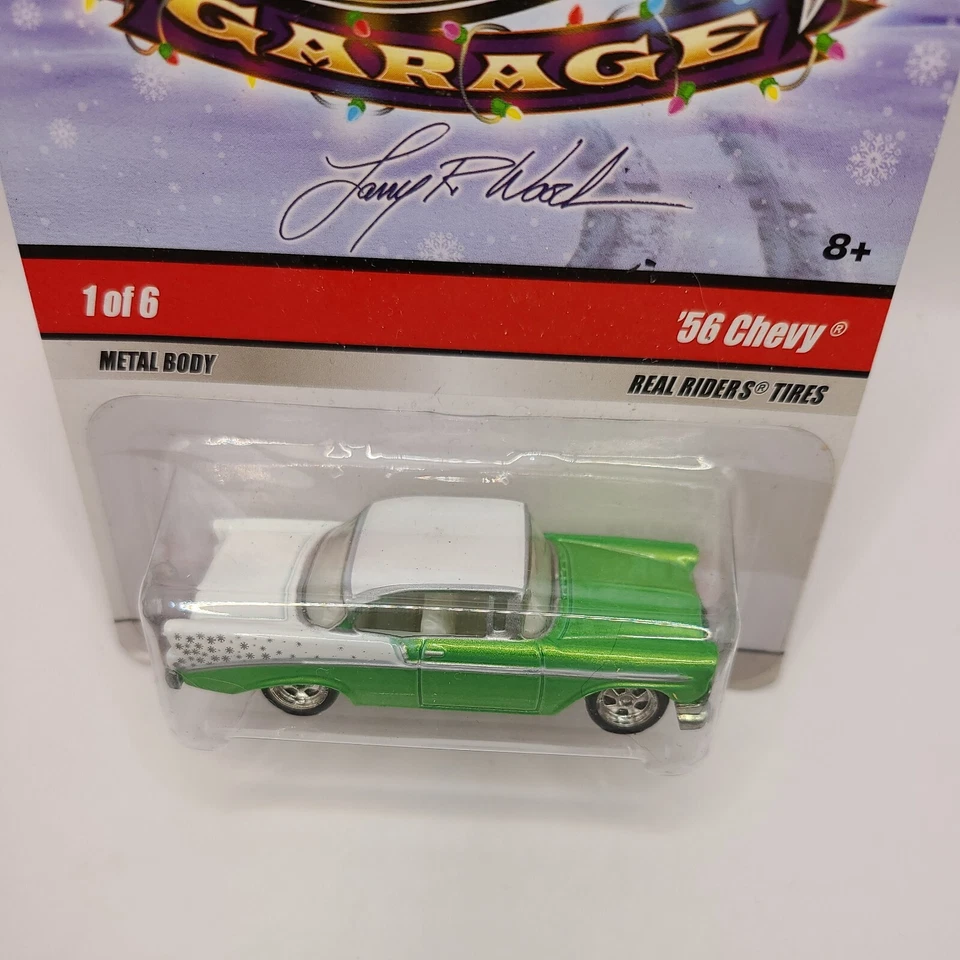 GARAGE
Larry R Wood
8+
1 of 6
'56 Chevy®
METAL BODY
REAL RIDERS® TIRES